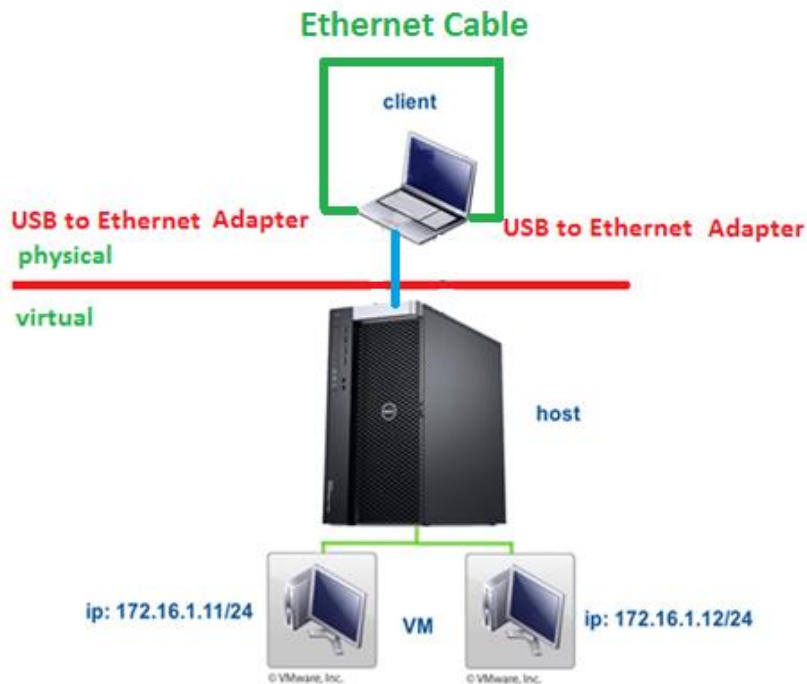 Ethernet Cable
client
USB to Ethernet Adapter
USB to Ethernet Adapter
physical
virtual
host
ip: 172.16.1.11/24
VM
ip: 172.16.1.12/24
© VMware, Inc.
© VMware, Inc.